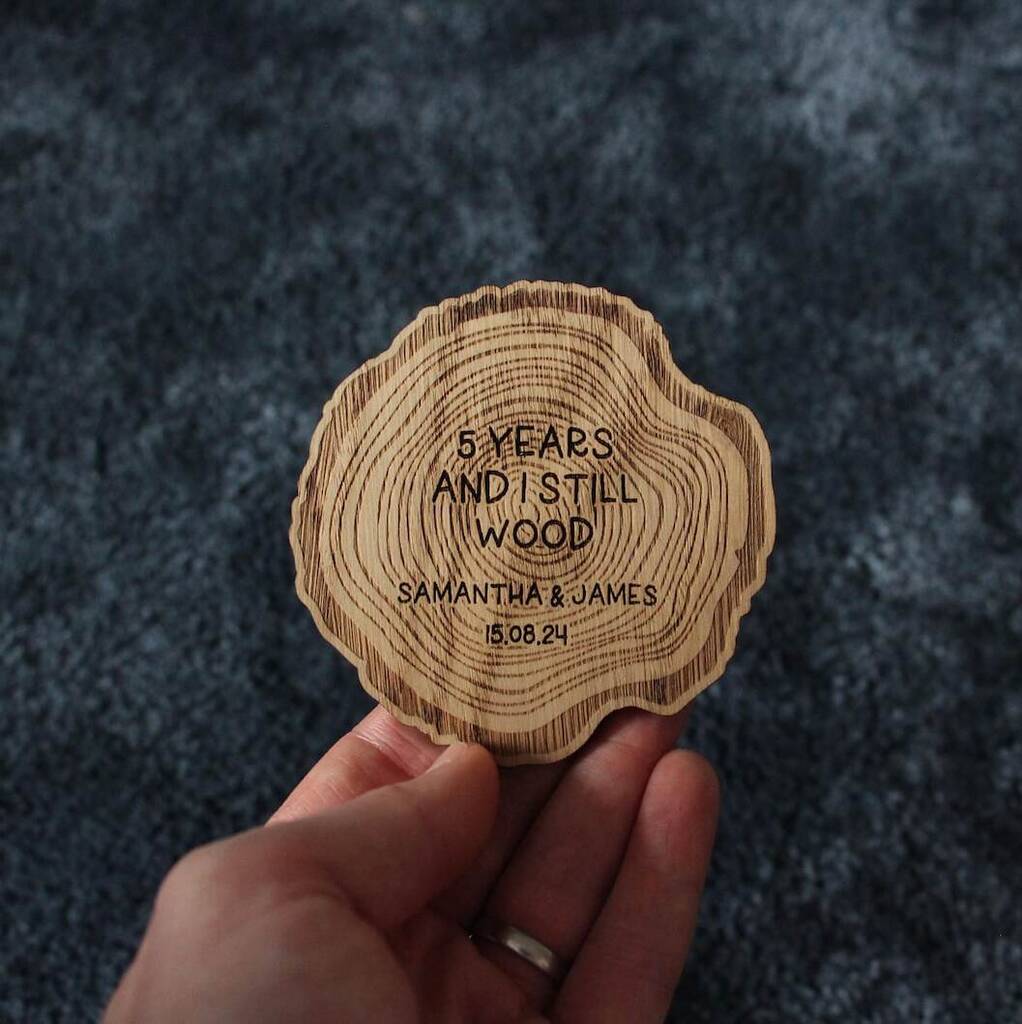 5 YEARS
AND I STILL
WOOD
SAMANTHA & JAMES
15.08.24